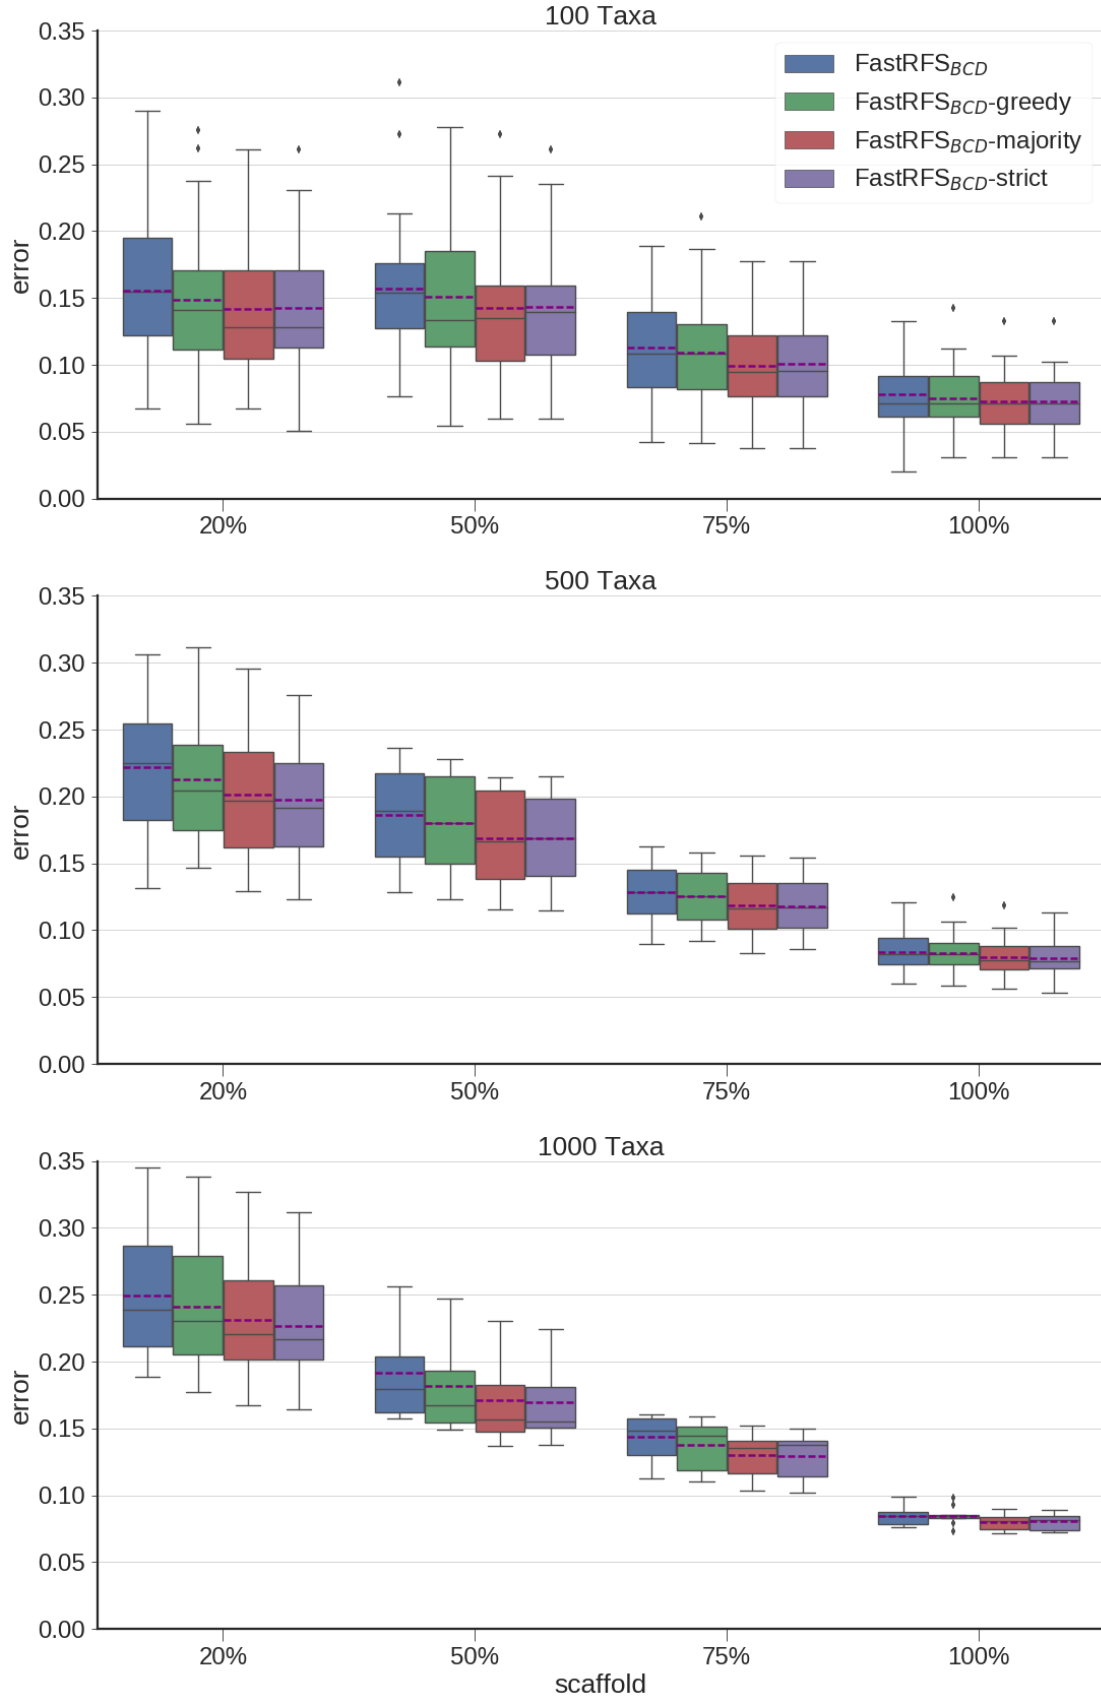 100 Taxa
0.35
0.30
0.25
0.20
0.15
0.10
0.05
0.00
error
FastRFS_BCD
FastRFS_BCD-greedy
FastRFS_BCD-majority
FastRFS_BCD-strict
20% 50% 75% 100%
500 Taxa
0.35
0.30
0.25
0.20
0.15
0.10
0.05
0.00
error
20% 50% 75% 100%
1000 Taxa
0.35
0.30
0.25
0.20
0.15
0.10
0.05
0.00
error
20% 50% 75% 100%
scaffold